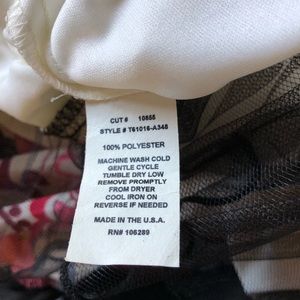 CUT # 10655
STYLE # T61016-A345
100% POLYESTER
MACHINE WASH COLD
GENTLE CYCLE
TUMBLE DRY LOW
REMOVE PROMPTLY
FROM DRYER
COOL IRON ON
REVERSE IF NEEDED
MADE IN THE U.S.A.
RN# 106289